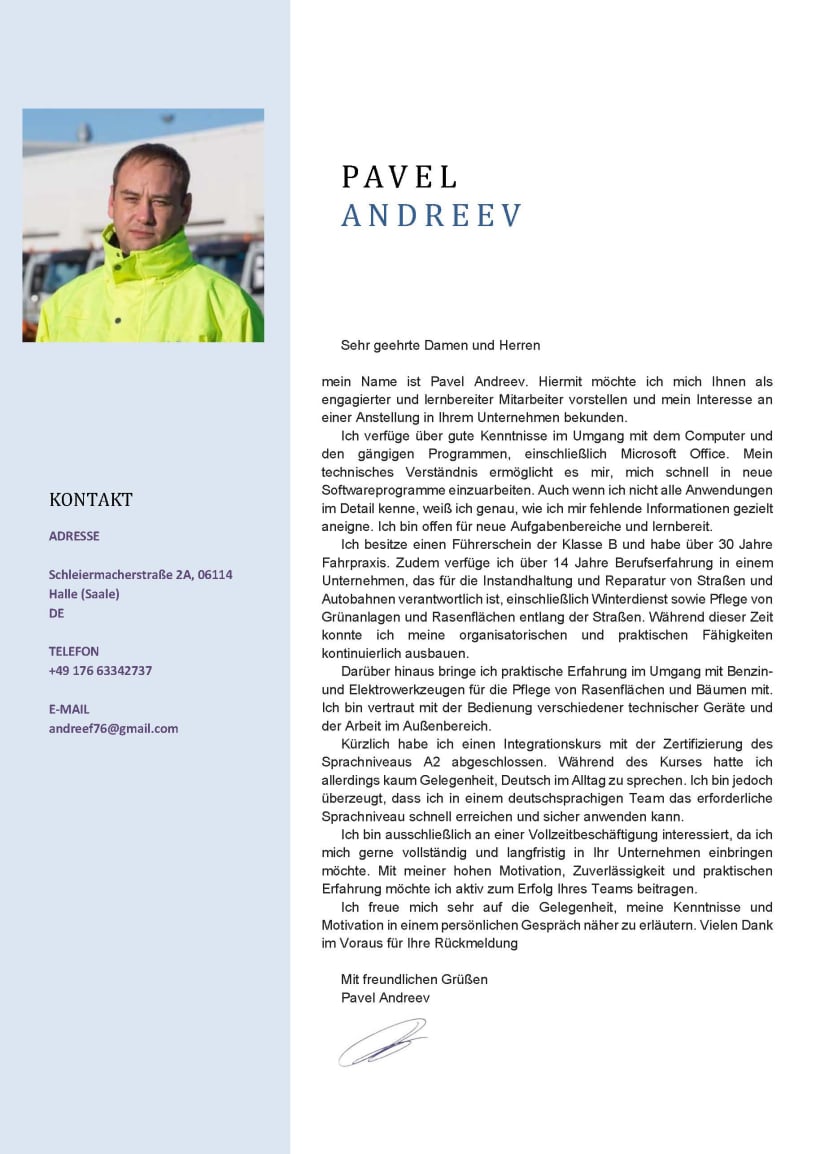 PAVEL
ANDREEV
KONTAKT
ADRESSE
Schleiermacherstraße 2A, 06114
Halle (Saale)
DE
TELEFON
+49 176 63342737
E-MAIL
andreef76@gmail.com
Sehr geehrte Damen und Herren
mein Name ist Pavel Andreev. Hiermit möchte ich mich Ihnen als
engagierter und lernbereiter Mitarbeiter vorstellen und mein Interesse an
einer Anstellung in Ihrem Unternehmen bekunden.
Ich verfüge über gute Kenntnisse im Umgang mit dem Computer und
den gängigen Programmen, einschließlich Microsoft Office. Mein
technisches Verständnis ermöglicht es mir, mich schnell in neue
Softwareprogramme einzuarbeiten. Auch wenn ich nicht alle Anwendungen
im Detail kenne, weiß ich genau, wie ich mir fehlende Informationen gezielt
aneigne. Ich bin offen für neue Aufgabenbereiche und lernbereit.
Ich besitze einen Führerschein der Klasse B und habe über 30 Jahre
Fahrpraxis. Zudem verfüge ich über 14 Jahre Berufserfahrung in einem
Unternehmen, das für die Instandhaltung und Reparatur von Straßen und
Autobahnen verantwortlich ist, einschließlich Winterdienst sowie Pflege von
Grünanlagen und Rasenflächen entlang der Straßen. Während dieser Zeit
konnte ich meine organisatorischen und praktischen Fähigkeiten
kontinuierlich ausbauen.
Darüber hinaus bringe ich praktische Erfahrung im Umgang mit Benzin-
und Elektrowerkzeugen für die Pflege von Rasenflächen und Bäumen mit.
Ich bin vertraut mit der Bedienung verschiedener technischer Geräte und
der Arbeit im Außenbereich.
Kürzlich habe ich einen Integrationskurs mit der Zertifizierung des
Sprachniveaus A2 abgeschlossen. Während des Kurses hatte ich
allerdings kaum Gelegenheit, Deutsch im Alltag zu sprechen. Ich bin jedoch
überzeugt, dass ich in einem deutschsprachigen Team das erforderliche
Sprachniveau schnell erreichen und sicher anwenden kann.
Ich bin ausschließlich an einer Vollzeitbeschäftigung interessiert, da ich
mich gerne vollständig und langfristig in Ihr Unternehmen einbringen
möchte. Mit meiner hohen Motivation, Zuverlässigkeit und praktischen
Erfahrung möchte ich aktiv zum Erfolg Ihres Teams beitragen.
Ich freue mich sehr auf die Gelegenheit, meine Kenntnisse und
Motivation in einem persönlichen Gespräch näher zu erläutern. Vielen Dank
im Voraus für Ihre Rückmeldung
Mit freundlichen Grüßen
Pavel Andreev